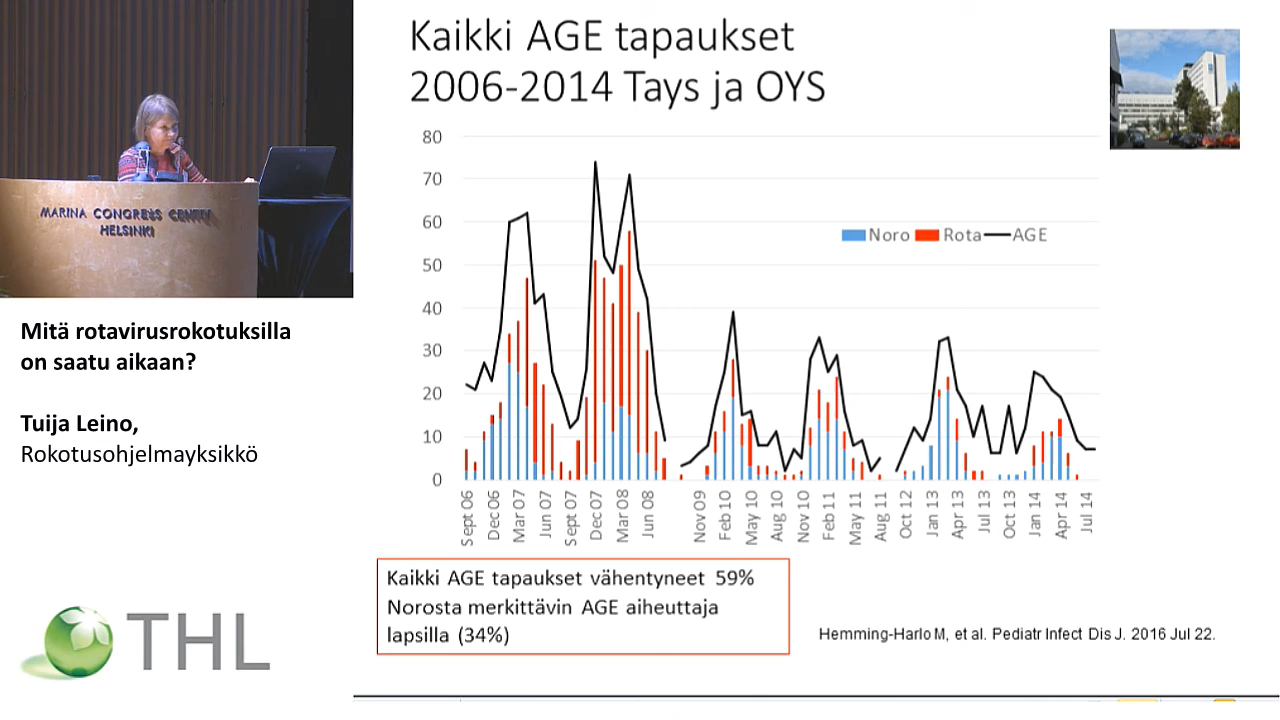 Kaikki AGE tapaukset
2006-2014 Tays ja OYS
MARINA CONGRESS CENTER
HELSINKI
Mitä rotavirusrokotuksilla
on saatu aikaan?
Tuija Leino,
Rokotusohjelmayksikkö
THL
80
70
60
50
40
30
20
10
0
Noro Rota AGE
Sept 06 Dec 06 Mar 07 Jun 07 Sept 07 Dec 07 Mar 08 Jun 08 Nov 09 Feb 10 May 10 Aug 10 Nov 10 Feb 11 May 11 Aug 11 Oct 12 Jan 13 Apr 13 Jul 13 Oct 13 Jan 14 Apr 14 Jul 14
Kaikki AGE tapaukset vähentyneet 59%
Norosta merkittävin AGE aiheuttaja
lapsilla (34%)
Hemming-Harlo M, et al. Pediatr Infect Dis J. 2016 Jul 22.